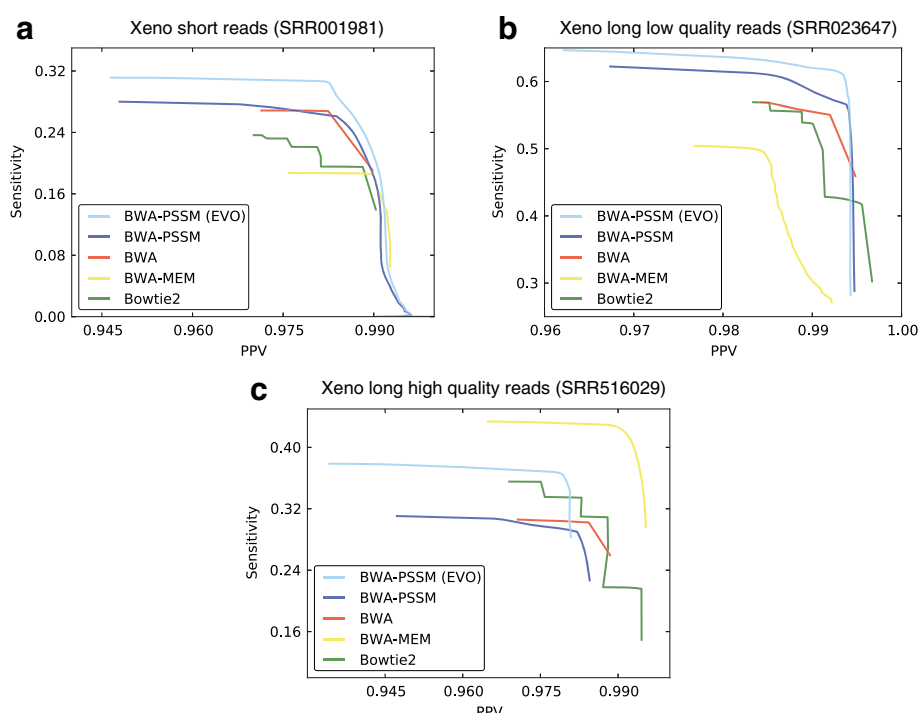 a
Xeno short reads (SRR001981)
Sensitivity
0.32
0.24
0.16
0.08
0.00
BWA-PSSM (EVO)
BWA-PSSM
BWA
BWA-MEM
Bowtie2
0.945 0.960 0.975 0.990
PPV
b
Xeno long low quality reads (SRR023647)
Sensitivity
0.6
0.5
0.4
0.3
BWA-PSSM (EVO)
BWA-PSSM
BWA
BWA-MEM
Bowtie2
0.96 0.97 0.98 0.99 1.00
PPV
c
Xeno long high quality reads (SRR516029)
Sensitivity
0.40
0.32
0.24
0.16
BWA-PSSM (EVO)
BWA-PSSM
BWA
BWA-MEM
Bowtie2
0.945 0.960 0.975 0.990
PPV